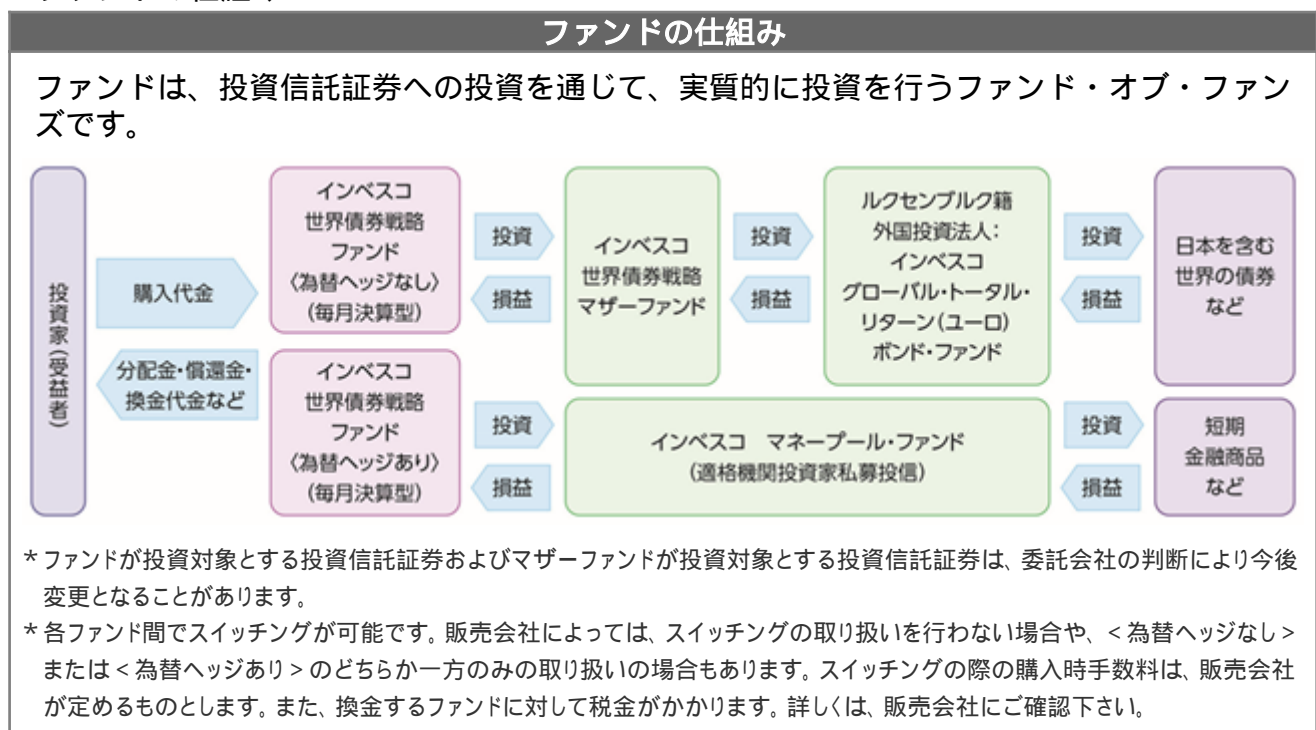 ファンドの仕組み
ファンドは、投資信託証券への投資を通じて、実質的に投資を行うファンド・オブ・ファン
ズです。
投資家(受益者)
購入代金
分配金・償還金・
換金代金など
インベスコ
世界債券戦略
ファンド
〈為替ヘッジなし〉
(毎月決算型)
インベスコ
世界債券戦略
ファンド
〈為替ヘッジあり〉
(毎月決算型)
投資
損益
投資
損益
インベスコ
世界債券戦略
マザーファンド
投資
損益
ルクセンブルク籍
外国投資法人:
インベスコ
グローバル・トータル・
リターン(ユーロ)
ボンド・ファンド
インベスコ マネープール・ファンド
(適格機関投資家私募投信)
投資
損益
投資
損益
日本を含む
世界の債券
など
短期
金融商品
など
*ファンドが投資対象とする投資信託証券およびマザーファンドが投資対象とする投資信託証券は、委託会社の判断により今後
変更となることがあります。
*各ファンド間でスイッチングが可能です。販売会社によっては、スイッチングの取り扱いを行わない場合や、<為替ヘッジなし>
または<為替ヘッジあり>のどちらか一方のみの取り扱いの場合もあります。スイッチングの際の購入時手数料は、販売会社
が定めるものとします。また、換金するファンドに対して税金がかかります。詳しくは、販売会社にご確認下さい。